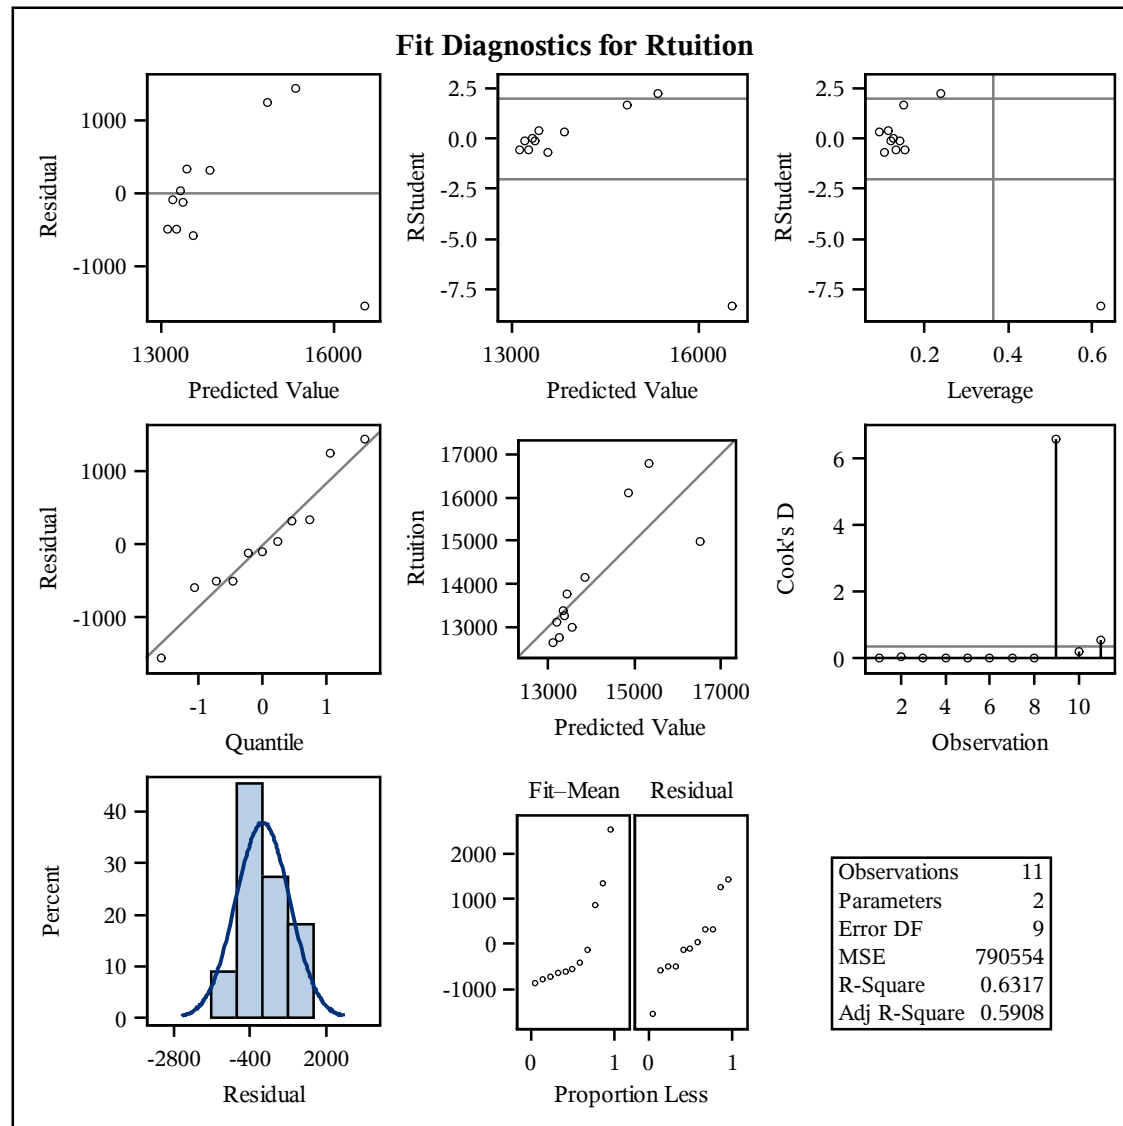 Fit Diagnostics for Rtuition
1000
0
-1000
Residual
13000
16000
Predicted Value
2.5
0.0
-2.5
-5.0
-7.5
RStudent
13000
16000
Predicted Value
2.5
0.0
-2.5
-5.0
-7.5
RStudent
0.2
0.4
0.6
Leverage
1000
0
-1000
Residual
-1
0
1
Quantile
17000
16000
15000
14000
13000
Rtuition
13000
15000
17000
Predicted Value
6
4
2
0
Cook's D
2
4
6
8
10
Observation
40
30
20
10
0
Percent
-2800
-400
2000
Residual
Fit–Mean
Residual
2000
1000
0
-1000
0
1
0
1
Proportion Less
Observations 11
Parameters 2
Error DF 9
MSE 790554
R-Square 0.6317
Adj R-Square 0.5908